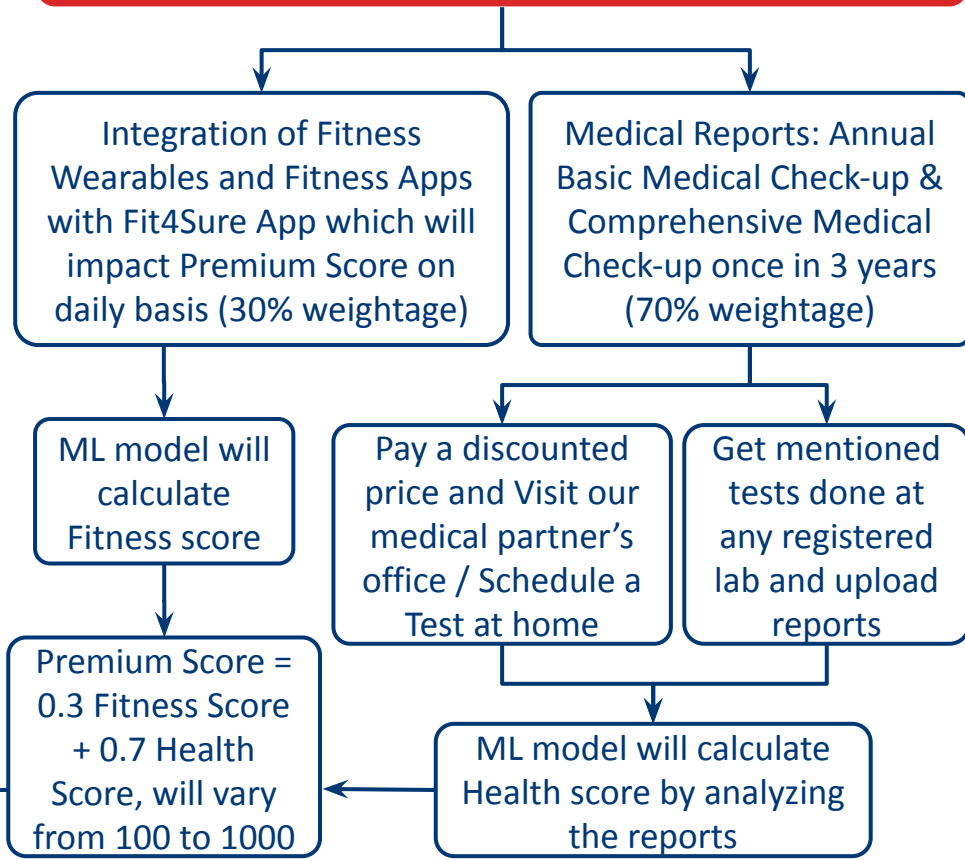 Integration of Fitness
Wearables and Fitness Apps
with Fit4Sure App which will
impact Premium Score on
daily basis (30% weightage)
Medical Reports: Annual
Basic Medical Check-up &
Comprehensive Medical
Check-up once in 3 years
(70% weightage)
ML model will
calculate
Fitness score
Pay a discounted
price and Visit our
medical partner’s
office / Schedule a
Test at home
Get mentioned
tests done at
any registered
lab and upload
reports
Premium Score =
0.3 Fitness Score
+ 0.7 Health
Score, will vary
from 100 to 1000
ML model will calculate
Health score by analyzing
the reports